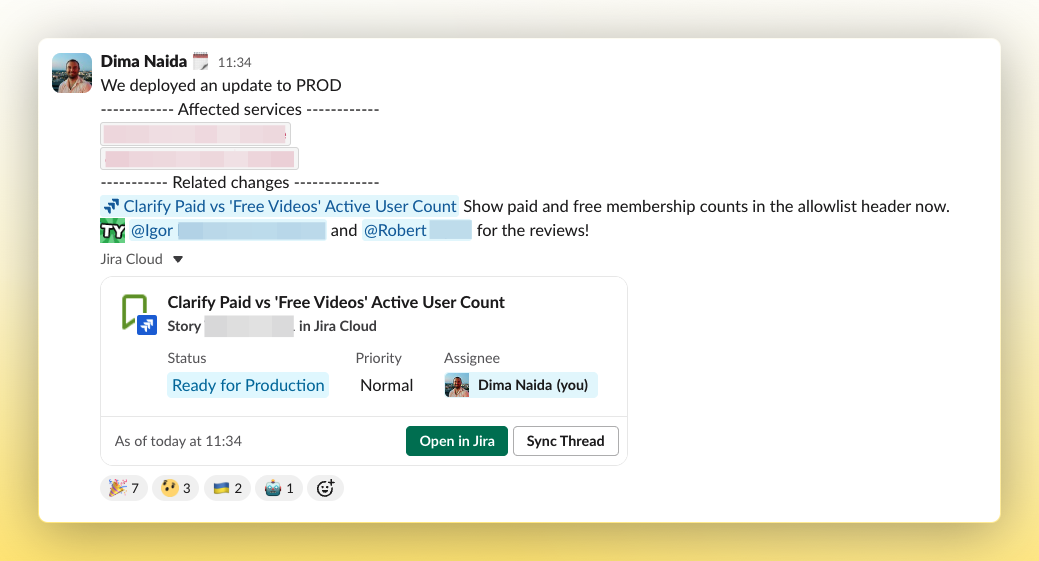 Dima Naida 11:34
We deployed an update to PROD
------------ Affected services ------------
----------- Related changes --------------
Clarify Paid vs 'Free Videos' Active User Count Show paid and free membership counts in the allowlist header now.
TY @Igor and @Robert for the reviews!
Jira Cloud
Clarify Paid vs 'Free Videos' Active User Count
Story in Jira Cloud
Status Priority Assignee
Ready for Production Normal Dima Naida (you)
As of today at 11:34 Open in Jira Sync Thread
7 3 2 1